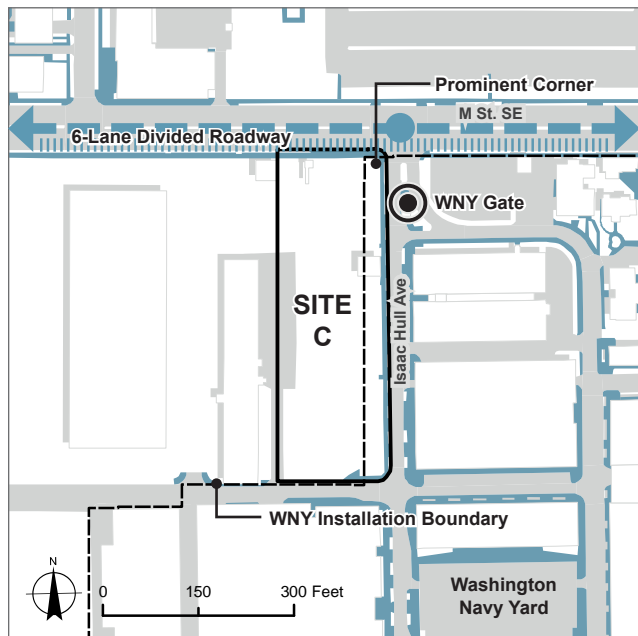 Prominent Corner
M St. SE
6-Lane Divided Roadway
WNY Gate
SITE
C
Isaac Hull Ave
WNY Installation Boundary
N
0 150 300 Feet
Washington
Navy Yard